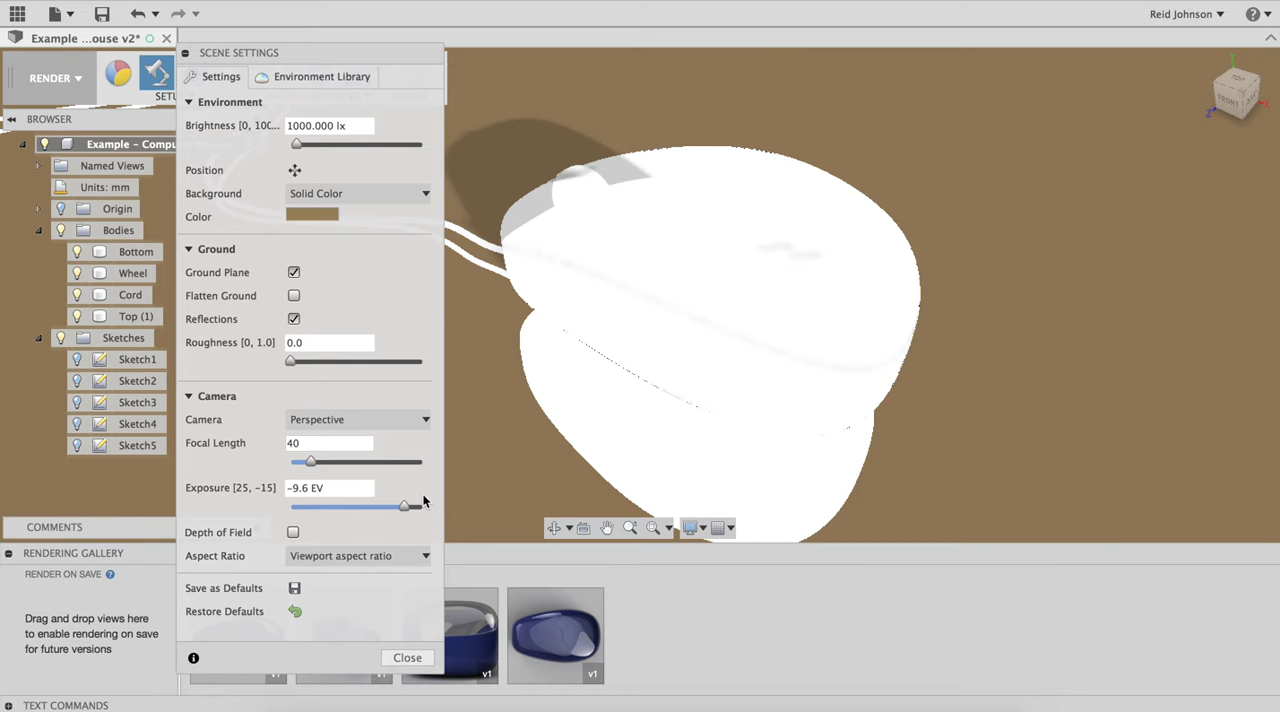 Reid Johnson
Example ...ouse v2*
SCENE SETTINGS
RENDER
SETU
Settings
Environment Library
Environment
Brightness [0, 100...
1000.000 lx
Position
Background
Solid Color
Color
Ground
Ground Plane
Flatten Ground
Reflections
Roughness [0, 1.0]
0.0
Camera
Camera
Perspective
Focal Length
40
Exposure [25, -15]
-9.6 EV
Depth of Field
Aspect Ratio
Viewport aspect ratio
Save as Defaults
Restore Defaults
Close
BROWSER
Example - Compu
Named Views
Units: mm
Origin
Bodies
Bottom
Wheel
Cord
Top (1)
Sketches
Sketch1
Sketch2
Sketch3
Sketch4
Sketch5
TOP
FRONT
Y
X
Z
COMMENTS
RENDERING GALLERY
RENDER ON SAVE
Drag and drop views here
to enable rendering on save
for future versions
v1
v1
v1
v1
TEXT COMMANDS